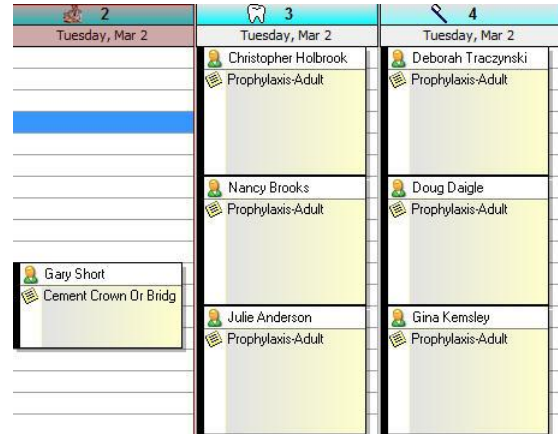 2
Tuesday, Mar 2
Gary Short
Cement Crown Or Bridg
3
Tuesday, Mar 2
Christopher Holbrook
Prophylaxis-Adult
Nancy Brooks
Prophylaxis-Adult
Julie Anderson
Prophylaxis-Adult
4
Tuesday, Mar 2
Deborah Traczynski
Prophylaxis-Adult
Doug Daigle
Prophylaxis-Adult
Gina Kemsley
Prophylaxis-Adult